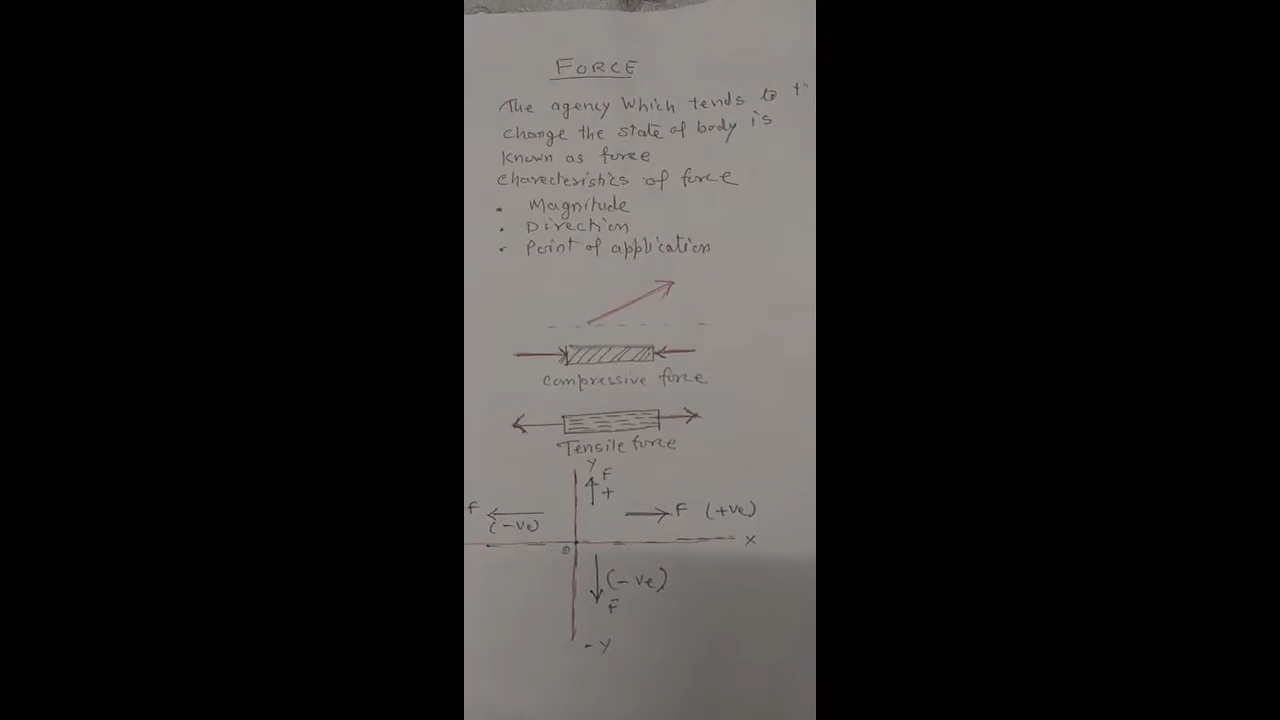 FORCE
The agency Which tends to
change the state of body is
known as force
charecteristics of force
• Magnitude
• Direction
• Point of application
compressive force
Tensile force
Y
F
+
F
(-ve)
F (+ve)
X
0
(-ve)
F
-Y